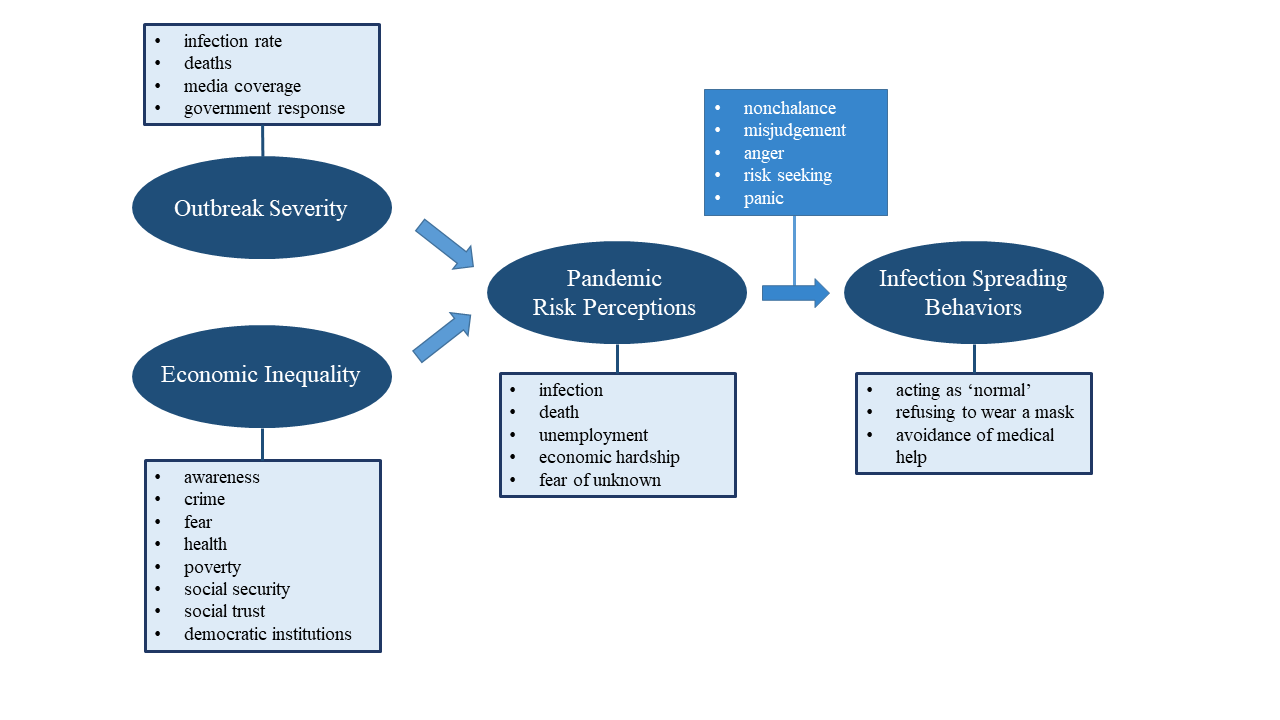 • infection rate
• deaths
• media coverage
• government response
Outbreak Severity
Economic Inequality
• awareness
• crime
• fear
• health
• poverty
• social security
• social trust
• democratic institutions
Pandemic
Risk Perceptions
• infection
• death
• unemployment
• economic hardship
• fear of unknown
• nonchalance
• misjudgement
• anger
• risk seeking
• panic
Infection Spreading
Behaviors
• acting as ‘normal’
• refusing to wear a mask
• avoidance of medical
help